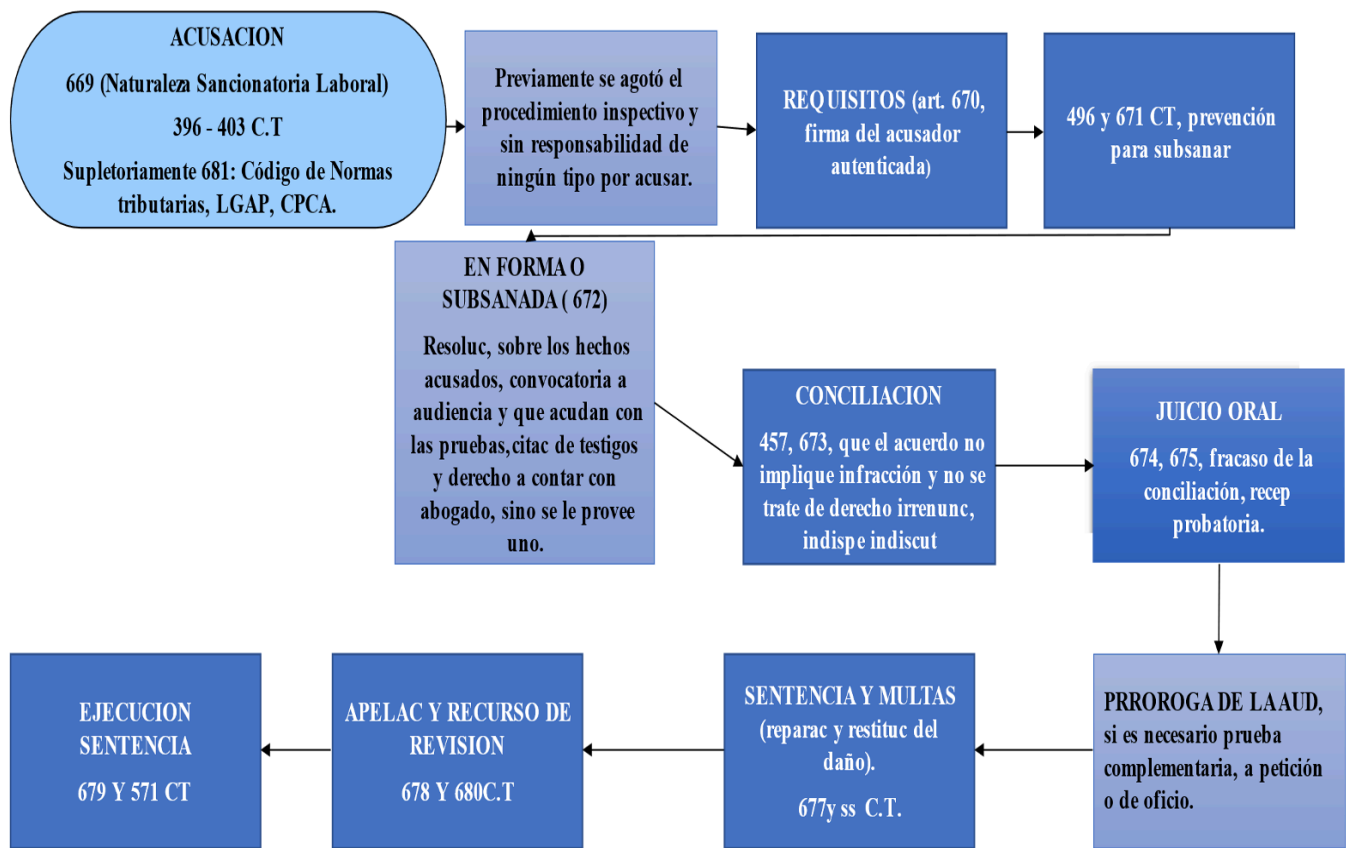 ACUSACION
669 (Naturaleza Sancionatoria Laboral)
396 - 403 C.T
Supletoriamente 681: Código de Normas
tributarias, LGAP, CPCA.
Previamente se agotó el
procedimiento inspectivo y
sin responsabilidad de
ningún tipo por acusar.
REQUISITOS (art. 670,
firma del acusador
autenticada)
496 y 671 CT, prevención
para subsanar
EN FORMA O
SUBSANADA ( 672)
Resoluc, sobre los hechos
acusados, convocatoria a
audiencia y que acudan con
las pruebas,citac de testigos
y derecho a contar con
abogado, sino se le provee
uno.
CONCILIACION
457, 673, que el acuerdo no
implique infracción y no se
trate de derecho irrenunc,
indispe indiscut
JUICIO ORAL
674, 675, fracaso de la
conciliación, recep
probatoria.
PRROROGA DE LA AUD,
si es necesario prueba
complementaria, a petición
o de oficio.
SENTENCIA Y MULTAS
(reparac y restituc del
daño).
677y ss C.T.
APELAC Y RECURSO DE
REVISION
678 Y 680C.T
EJECUCION
SENTENCIA
679 Y 571 CT